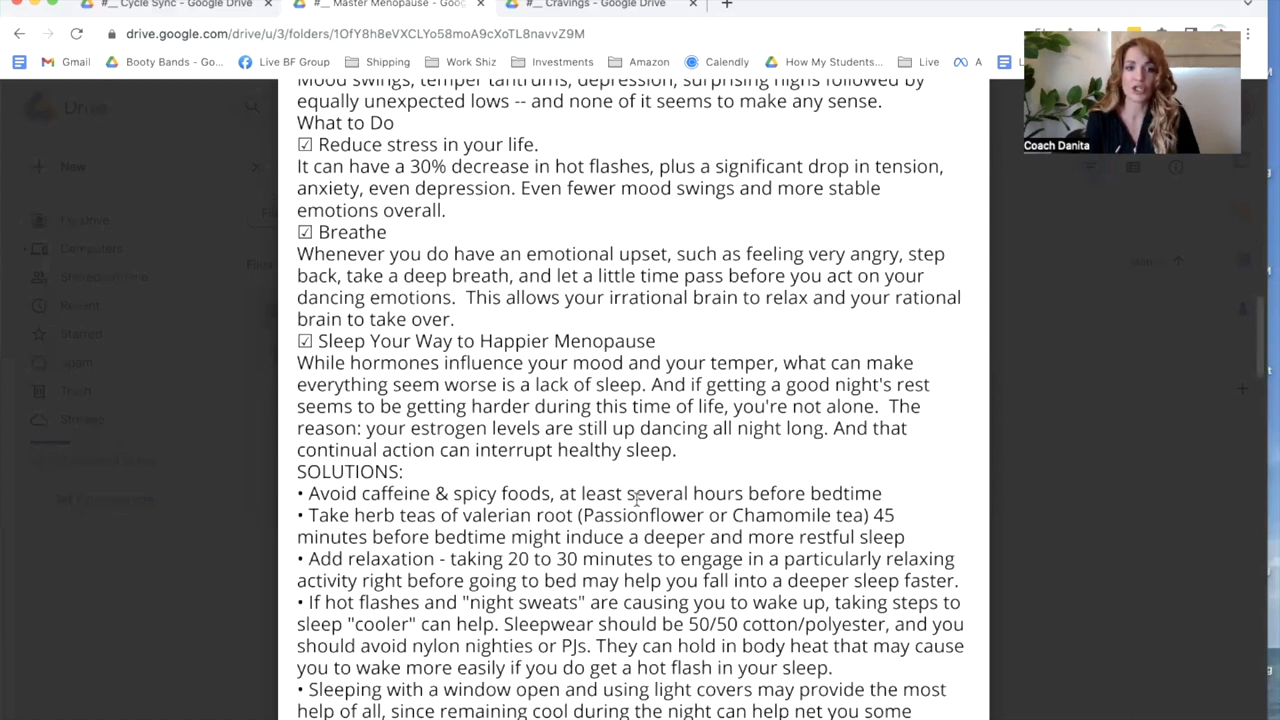 #_ Cycle Sync - Google Drive
#_ Master Menopause - Goo
#_ Cravings - Google Drive
drive.google.com/drive/u/3/folders/1OfY8h8eVXCLYo58moA9cXoTL8navvZ9M
Gmail
Booty Bands - Go...
Live BF Group
Shipping
Work Shiz
Investments
Amazon
Calendly
How My Students...
Live
A
L
Coach Danita
Drive
New
My Drive
Computers
Shared with me
Recent
Starred
Spam
Trash
Storage
Mood swings, temper tantrums, depression, surprising highs followed by
equally unexpected lows -- and none of it seems to make any sense.
What to Do
☑ Reduce stress in your life.
It can have a 30% decrease in hot flashes, plus a significant drop in tension,
anxiety, even depression. Even fewer mood swings and more stable
emotions overall.
☑ Breathe
Whenever you do have an emotional upset, such as feeling very angry, step
back, take a deep breath, and let a little time pass before you act on your
dancing emotions.  This allows your irrational brain to relax and your rational
brain to take over.
☑ Sleep Your Way to Happier Menopause
While hormones influence your mood and your temper, what can make
everything seem worse is a lack of sleep. And if getting a good night's rest
seems to be getting harder during this time of life, you're not alone.  The
reason: your estrogen levels are still up dancing all night long. And that
continual action can interrupt healthy sleep.
SOLUTIONS:
• Avoid caffeine & spicy foods, at least several hours before bedtime
• Take herb teas of valerian root (Passionflower or Chamomile tea) 45
minutes before bedtime might induce a deeper and more restful sleep
• Add relaxation - taking 20 to 30 minutes to engage in a particularly relaxing
activity right before going to bed may help you fall into a deeper sleep faster.
• If hot flashes and "night sweats" are causing you to wake up, taking steps to
sleep "cooler" can help. Sleepwear should be 50/50 cotton/polyester, and you
should avoid nylon nighties or PJs. They can hold in body heat that may cause
you to wake more easily if you do get a hot flash in your sleep.
• Sleeping with a window open and using light covers may provide the most
help of all, since remaining cool during the night can help net you some